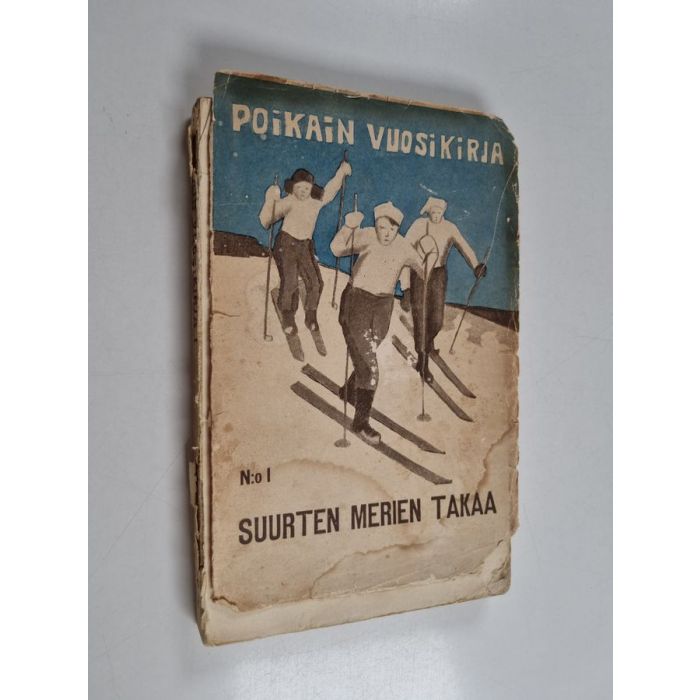 POIKAIN VUOSIKIRJA
N:o I
SUURTEN MERIEN TAKAA